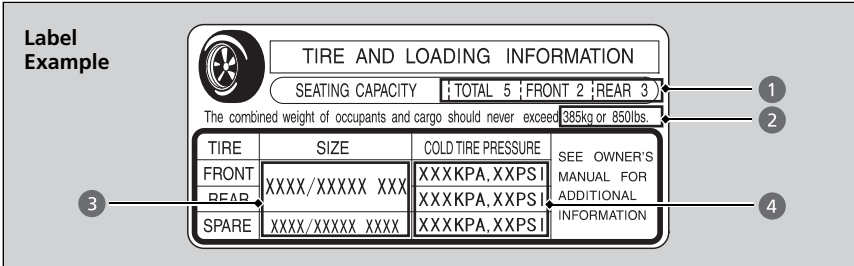 Label
Example
TIRE AND LOADING INFORMATION
SEATING CAPACITY TOTAL 5 FRONT 2 REAR 3
1
The combined weight of occupants and cargo should never exceed 385kg or 850lbs.
2
TIRE SIZE COLD TIRE PRESSURE SEE OWNER'S MANUAL FOR ADDITIONAL INFORMATION
FRONT XXXX/XXXXX XXX XXXKPA,XXPSI
REAR XXXKPA,XXPSI
3
4
SPARE XXXX/XXXXX XXXX XXXKPA,XXPSI